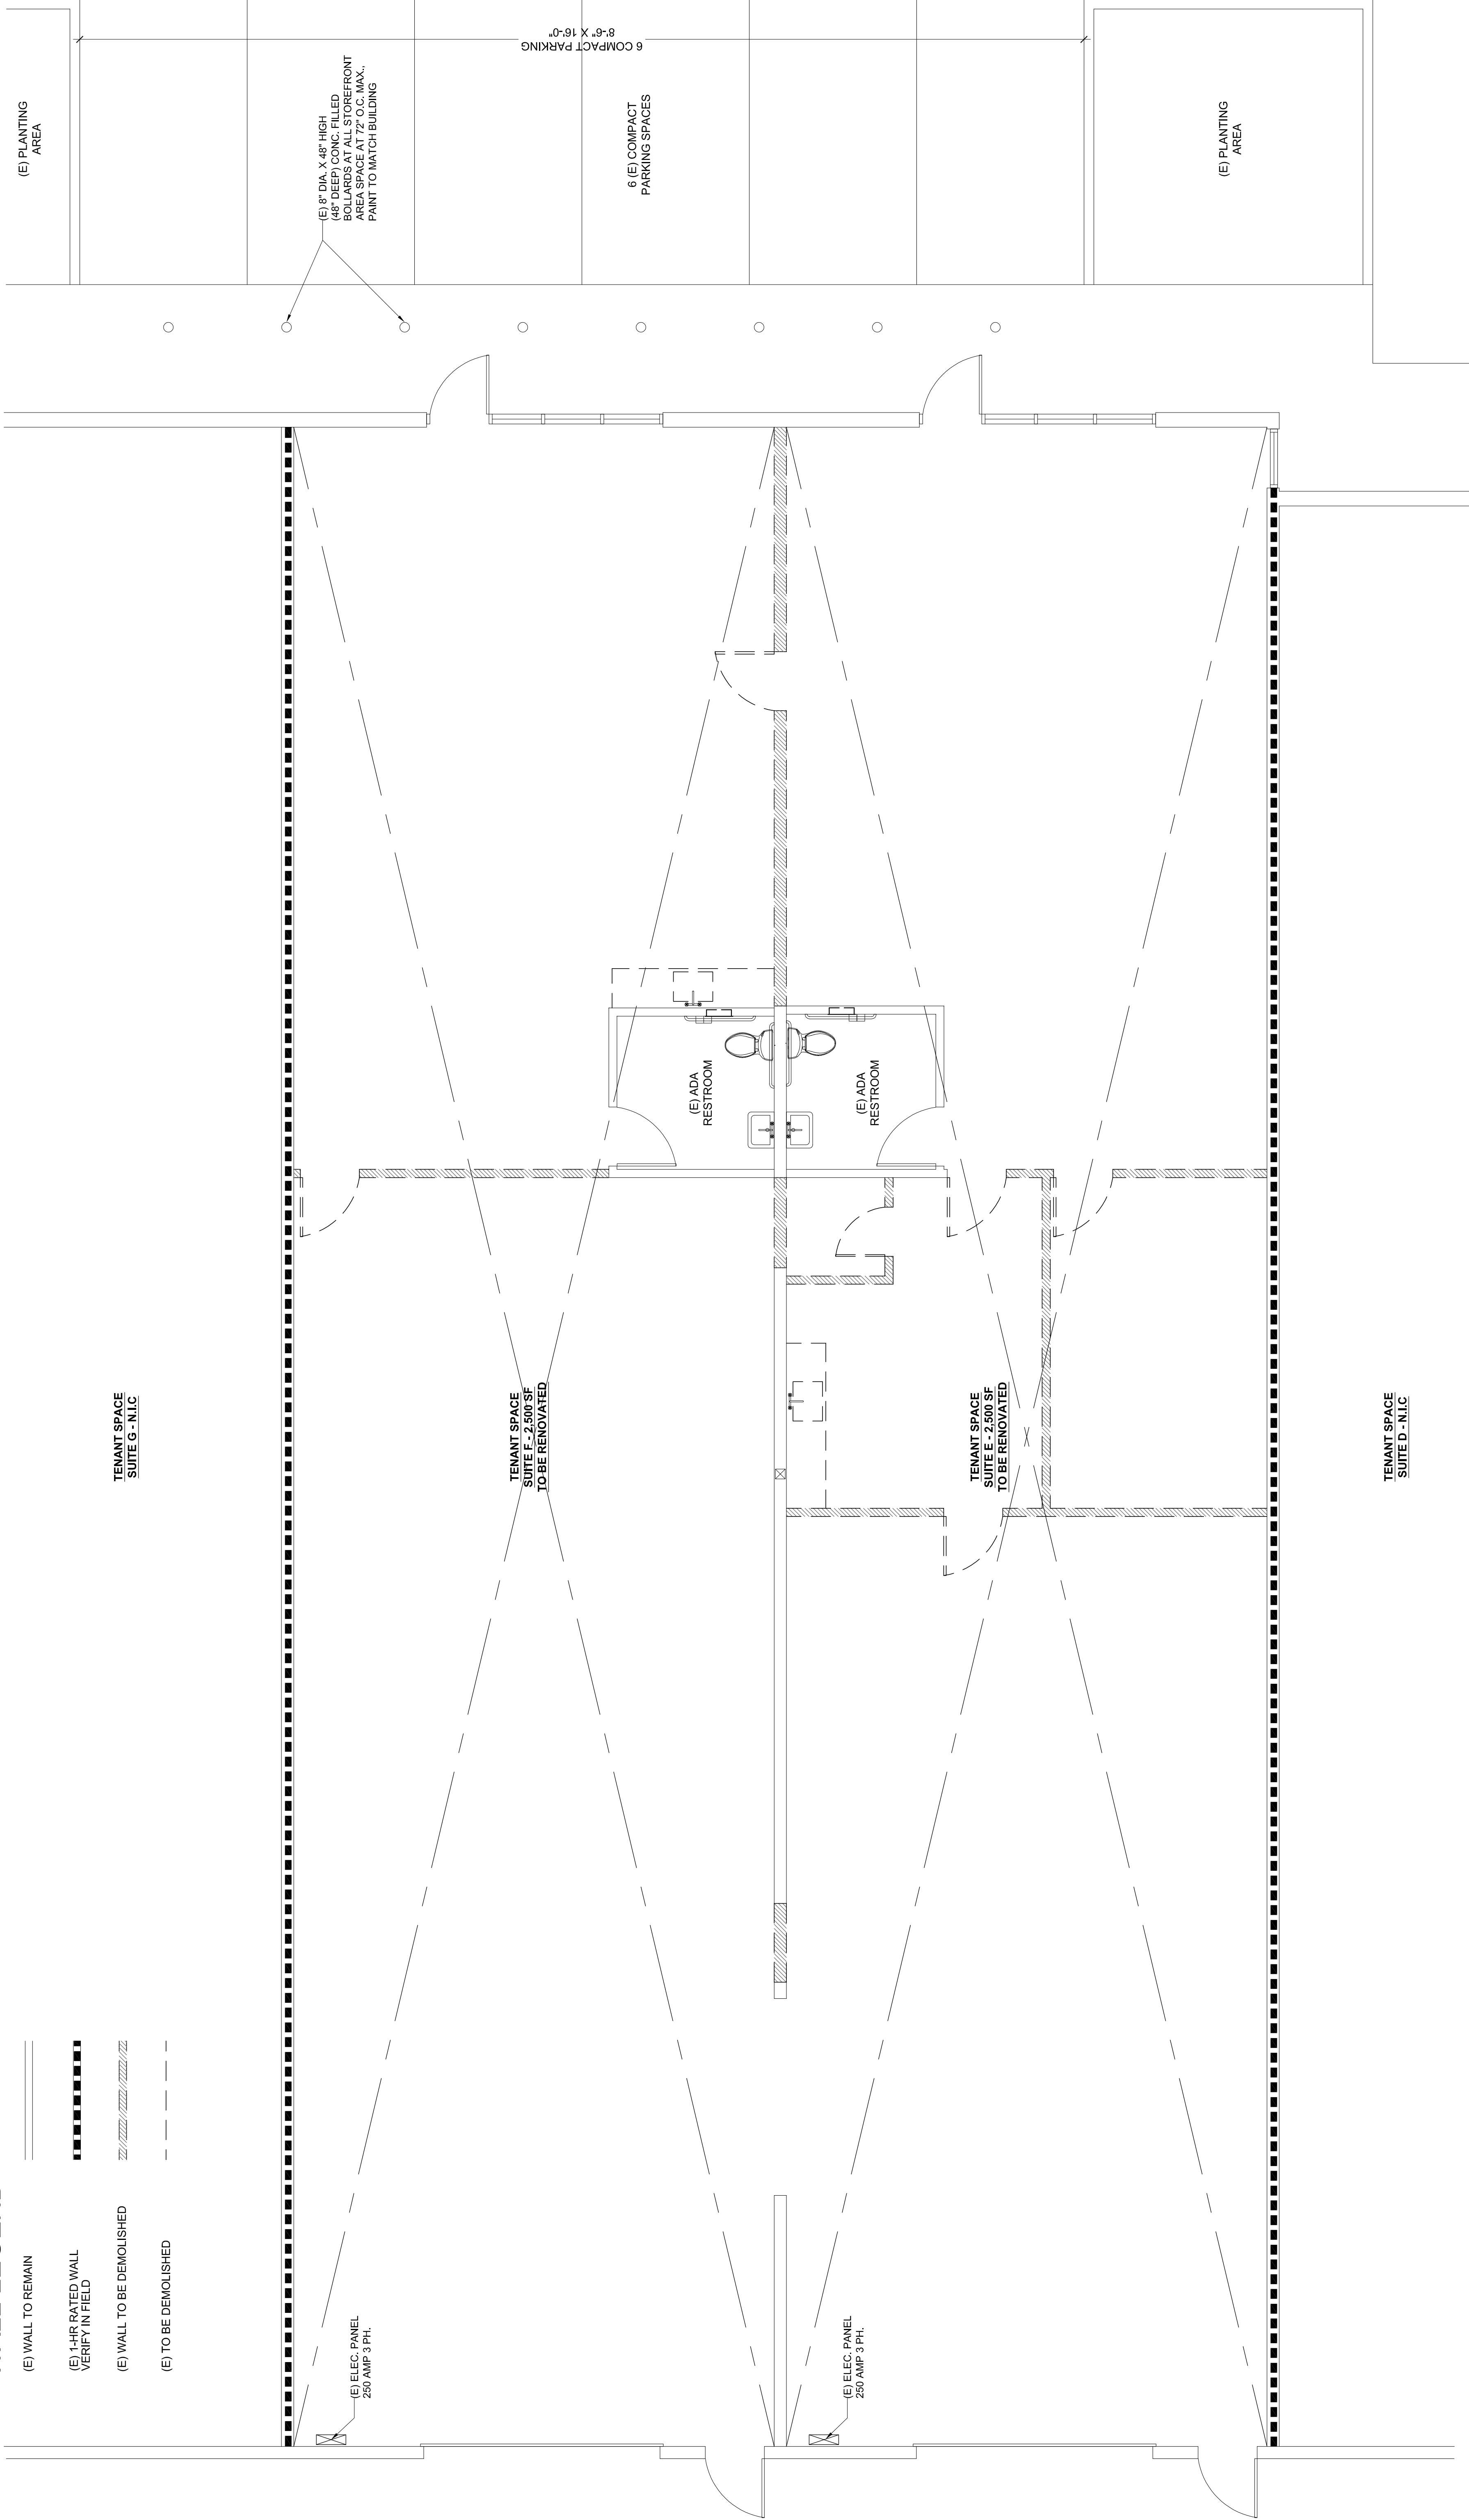 (E) PLANTING
AREA
(E) 8" DIA. X 48" HIGH
(48" DEEP) CONC. FILLED
BOLLARDS AT ALL STOREFRONT
AREA SPACE AT 72" O.C. MAX.,
PAINT TO MATCH BUILDING
6 COMPACT PARKING
8'-6" X 16'-0"
6 (E) COMPACT
PARKING SPACES
(E) PLANTING
AREA
(E) ADA
RESTROOM
(E) ADA
RESTROOM
TENANT SPACE
SUITE G - N.I.C
TENANT SPACE
SUITE F - 2,500 SF
TO BE RENOVATED
TENANT SPACE
SUITE E - 2,500 SF
TO BE RENOVATED
TENANT SPACE
SUITE D - N.I.C
(E) WALL TO REMAIN
(E) 1-HR RATED WALL
VERIFY IN FIELD
(E) WALL TO BE DEMOLISHED
(E) TO BE DEMOLISHED
(E) ELEC. PANEL
250 AMP 3 PH.
(E) ELEC. PANEL
250 AMP 3 PH.